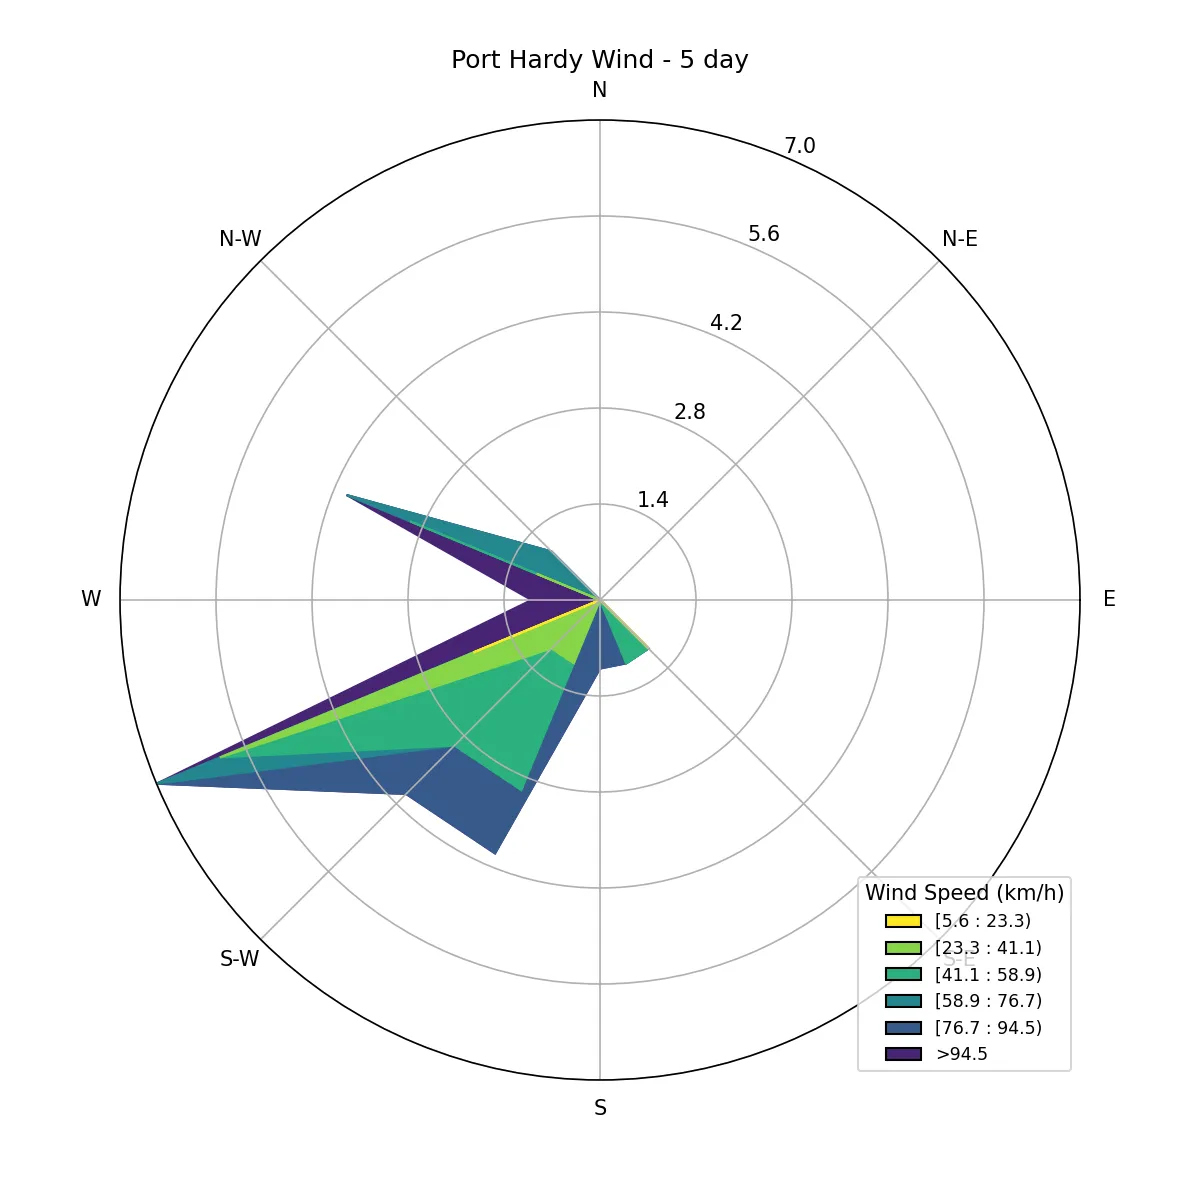 Port Hardy Wind - 5 day
N
7.0
N-W
5.6
N-E
4.2
2.8
1.4
W
E
S-W
S-E
S
Wind Speed (km/h)
[5.6 : 23.3)
[23.3 : 41.1)
[41.1 : 58.9)
[58.9 : 76.7)
[76.7 : 94.5)
>94.5